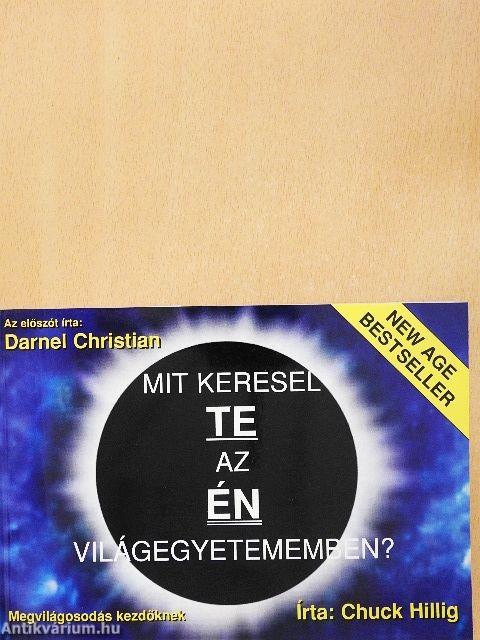 Az előszót írta:
Darnel Christian
NEW AGE
BESTSELLER
MIT KERESEL
TE
AZ
ÉN
VILÁGEGYETEMEMBEN?
Megvilágosodás kezdőknek
Írta: Chuck Hillig
Antikvárium.hu